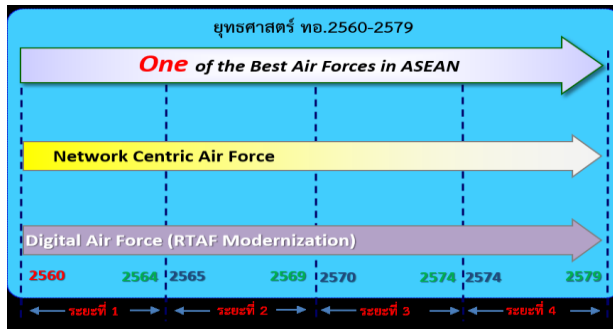 ยุทธศาสตร์ ทอ.2560-2579
One of the Best Air Forces in ASEAN
Network Centric Air Force
Digital Air Force (RTAF Modernization)
2560 2564 2565 2569 2570 2574 2574 2579
ระยะที่ 1 ระยะที่ 2 ระยะที่ 3 ระยะที่ 4